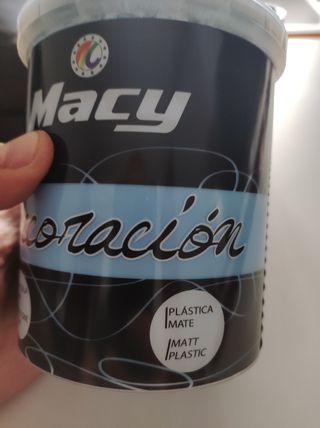 Macy
coración
PLÁSTICA
MATE
MATT
PLASTIC